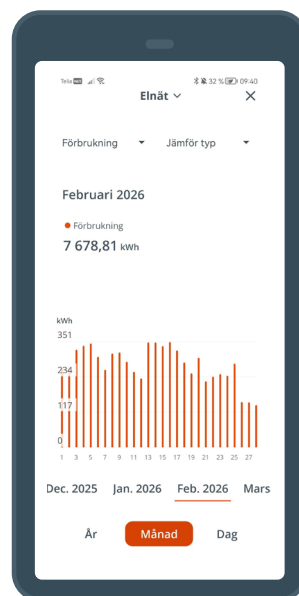 Telia VoLTE 32 % 09:40
Elnät
Förbrukning Jämför typ
Februari 2026
Förbrukning
7 678,81 kWh
kWh
351
234
117
0
1 3 5 7 9 11 13 15 17 19 21 23 25 27
Dec. 2025 Jan. 2026 Feb. 2026 Mars
År Månad Dag